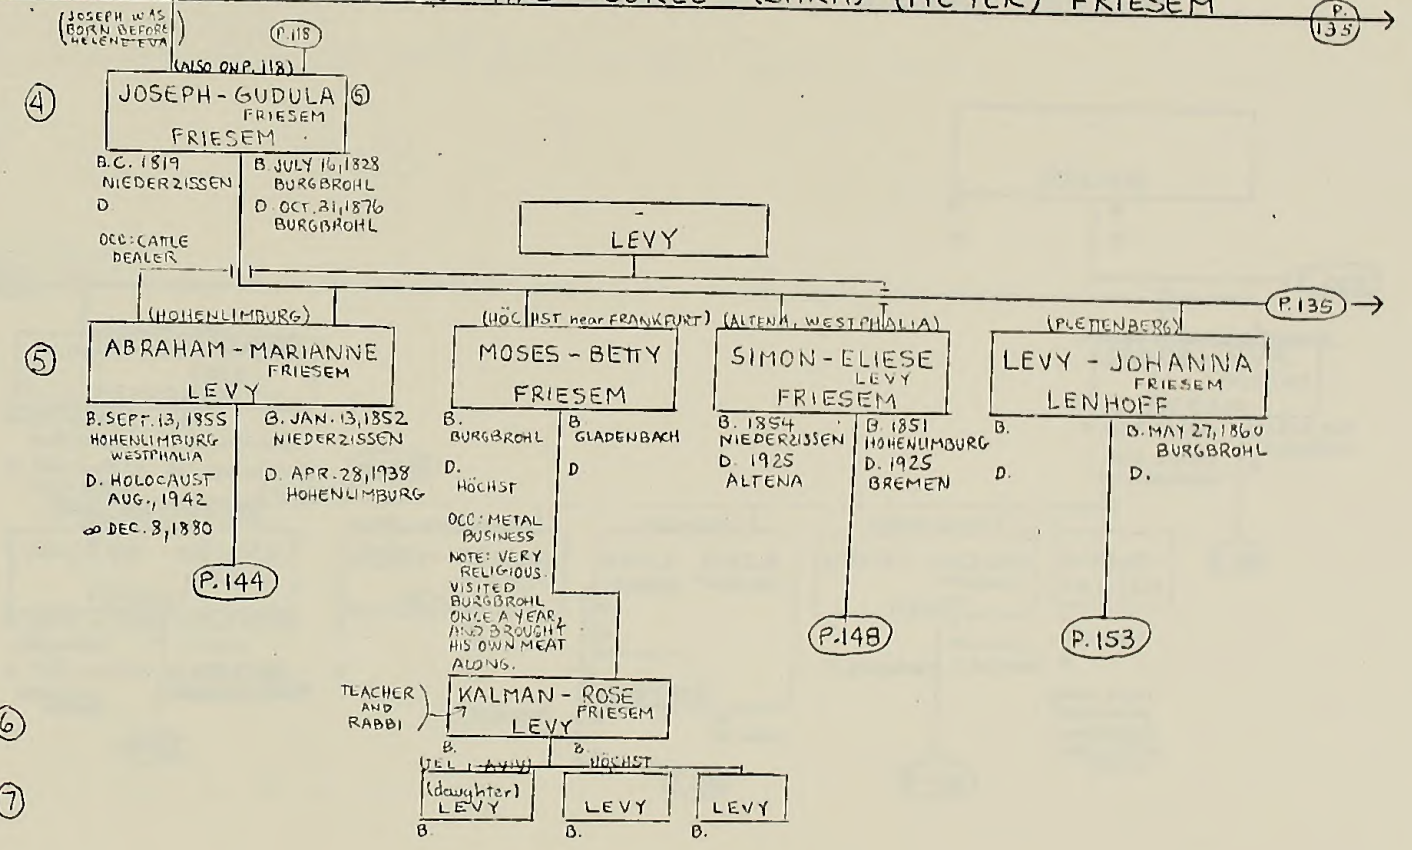 (SARAH) (MEYER) FRIESEM
P.
135
(JOSEPH WAS
BORN BEFORE
HELENE EVA)
P.118
(ALSO ON P. 118)
④
JOSEPH - GUDULA ⑤
FRIESEM
FRIESEM
B.C. 1819
NIEDERZISSEN
D.
OCC: CATTLE
DEALER
B. JULY 16, 1828
BURGBROHL
D. OCT. 31, 1876
BURGBROHL
-
LEVY
P.135
⑤
(HOHENLIMBURG)
ABRAHAM - MARIANNE
FRIESEM
LEVY
B. SEPT. 13, 1855
HOHENLIMBURG
WESTPHALIA
D. HOLOCAUST
AUG., 1942
∞ DEC. 8, 1880
B. JAN. 13, 1852
NIEDERZISSEN
D. APR. 28, 1938
HOHENLIMBURG
P.144
(HÖCHST near FRANKFURT)
MOSES - BETTY
FRIESEM
B.
BURGBROHL
D.
HÖCHST
OCC: METAL
BUSINESS
NOTE: VERY
RELIGIOUS.
VISITED
BURGBROHL
ONCE A YEAR,
AND BROUGHT
HIS OWN MEAT
ALONG.
B
GLADENBACH
D
(ALTENA, WESTPHALIA)
SIMON - ELIESE
LEVY
FRIESEM
B. 1854
NIEDERZISSEN
D. 1925
ALTENA
B. 1851
HOHENLIMBURG
D. 1925
BREMEN
P.148
(PLETTENBERG)
LEVY - JOHANNA
FRIESEM
LENHOFF
B.
D.
B. MAY 27, 1860
BURGBROHL
D.
P.153
⑥
TEACHER
AND
RABBI
KALMAN - ROSE
FRIESEM
LEVY
B.
B.
⑦
(TEL AVIV)
HÖCHST
(daughter)
LEVY
B.
LEVY
B.
LEVY
B.